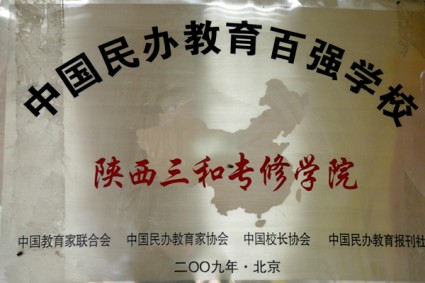 中国民办教育百强学校
陕西三和专修学院
中国教育家联合会 中国民办教育家协会 中国校长协会 中国民办教育报刊社
二〇〇九年·北京